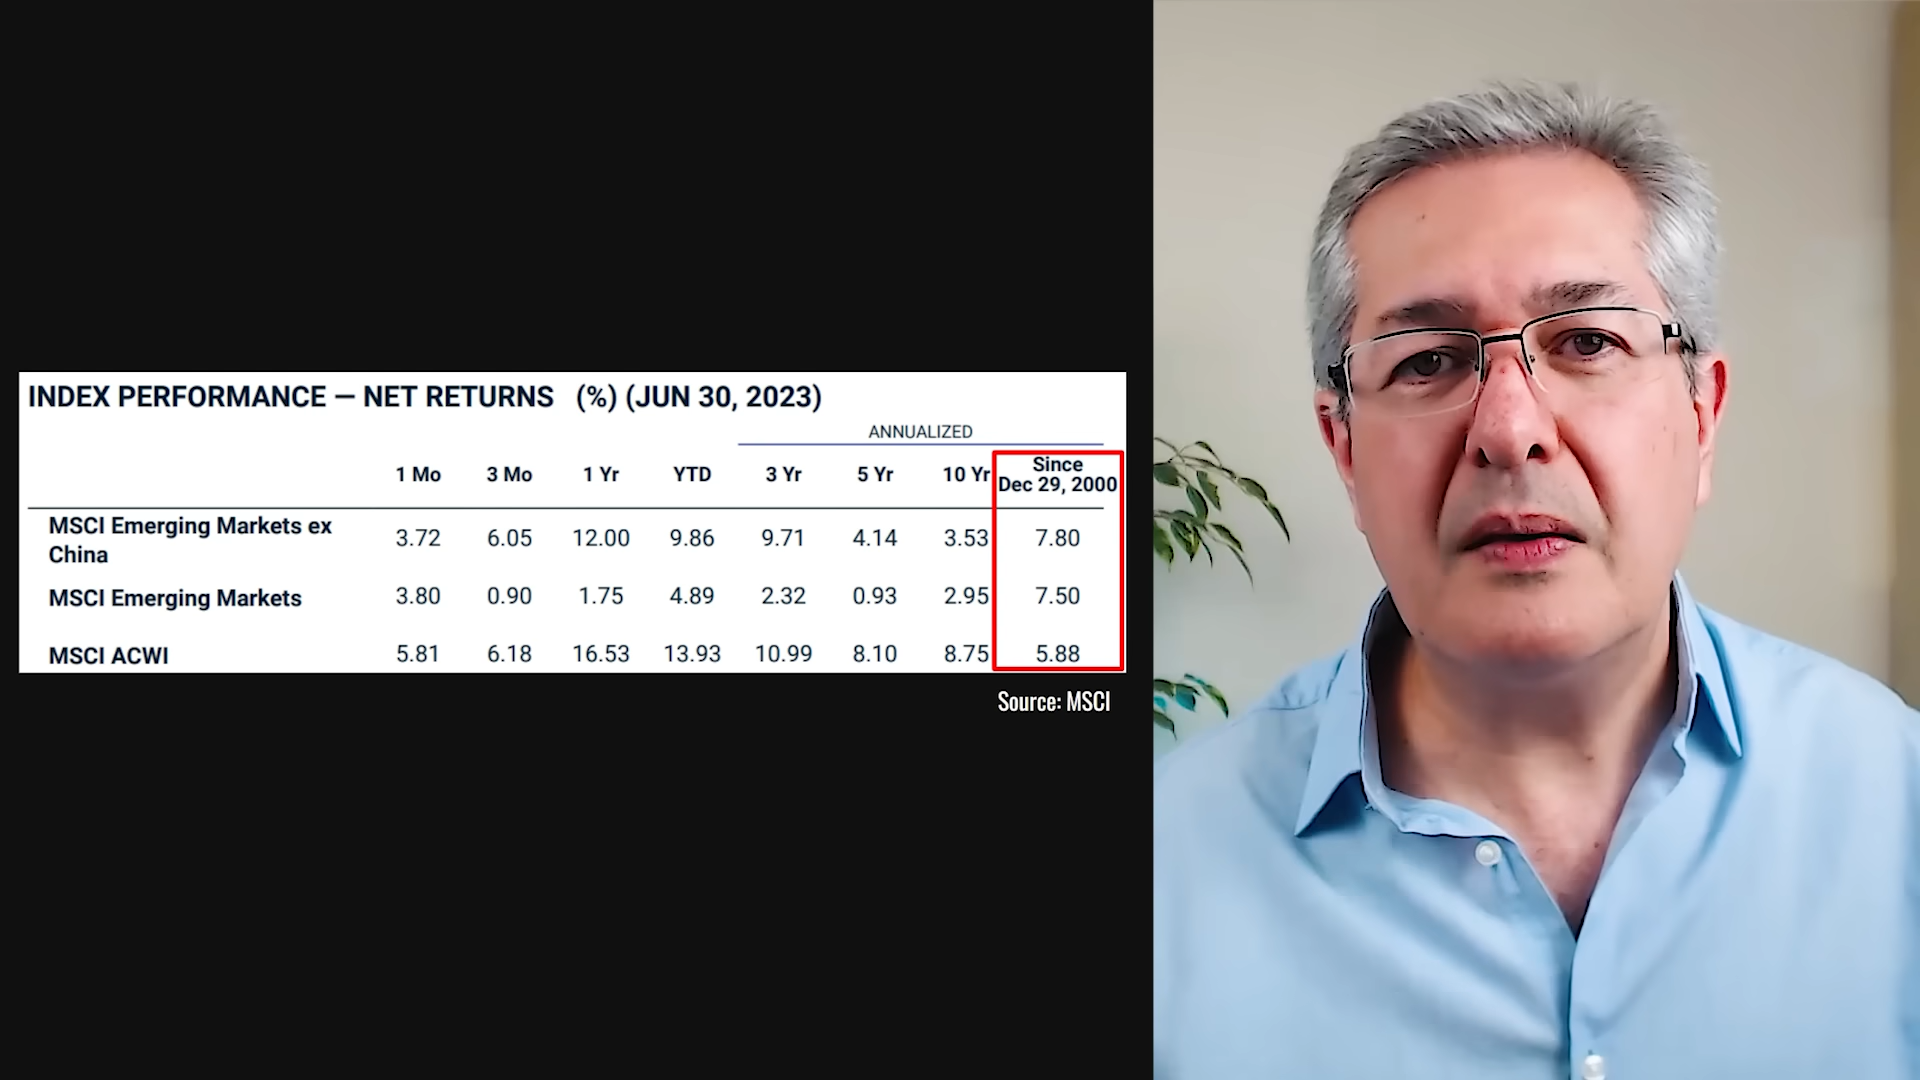 INDEX PERFORMANCE — NET RETURNS (%) (JUN 30, 2023)
ANNUALIZED
1 Mo 3 Mo 1 Yr YTD 3 Yr 5 Yr 10 Yr Since Dec 29, 2000
MSCI Emerging Markets ex China 3.72 6.05 12.00 9.86 9.71 4.14 3.53 7.80
MSCI Emerging Markets 3.80 0.90 1.75 4.89 2.32 0.93 2.95 7.50
MSCI ACWI 5.81 6.18 16.53 13.93 10.99 8.10 8.75 5.88
Source: MSCI